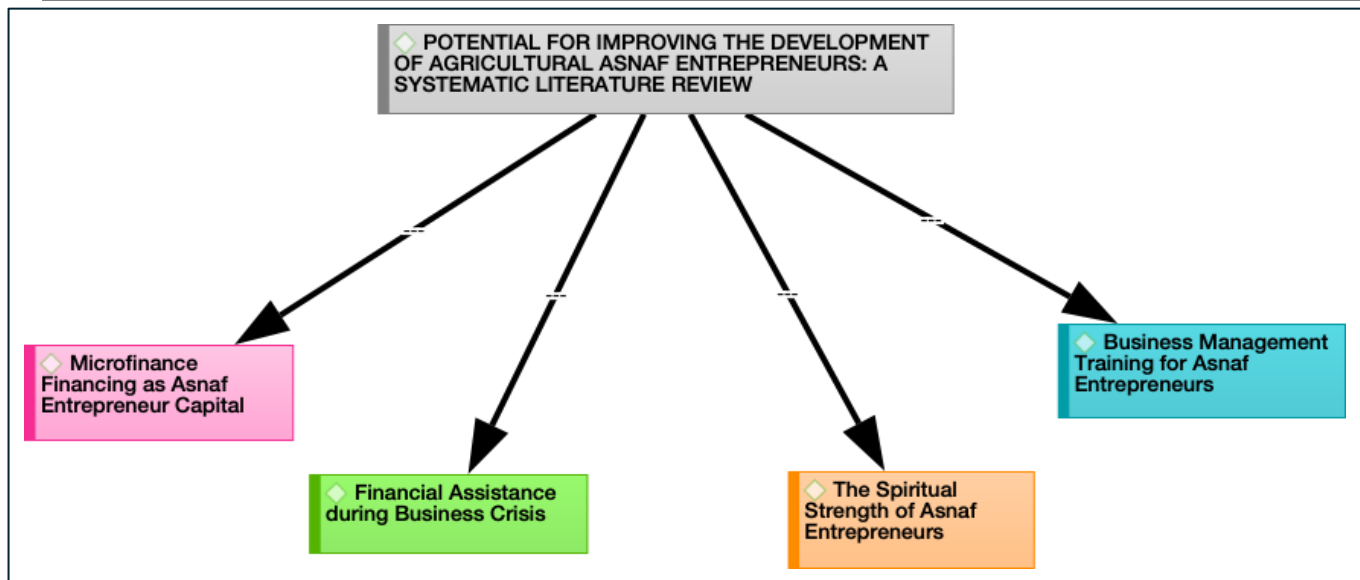 POTENTIAL FOR IMPROVING THE DEVELOPMENT
OF AGRICULTURAL ASNAF ENTREPRENEURS: A
SYSTEMATIC LITERATURE REVIEW
Microfinance
Financing as Asnaf
Entrepreneur Capital
Financial Assistance
during Business Crisis
The Spiritual
Strength of Asnaf
Entrepreneurs
Business Management
Training for Asnaf
Entrepreneurs